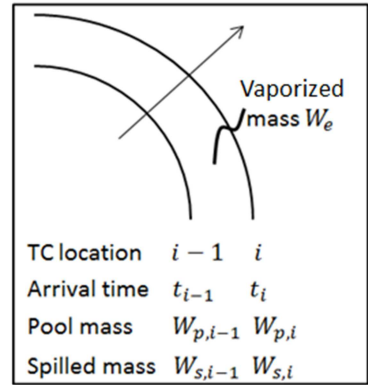 Vaporized
mass W_e
TC location i − 1 i
Arrival time t_{i−1} t_i
Pool mass W_{p,i−1} W_{p,i}
Spilled mass W_{s,i−1} W_{s,i}